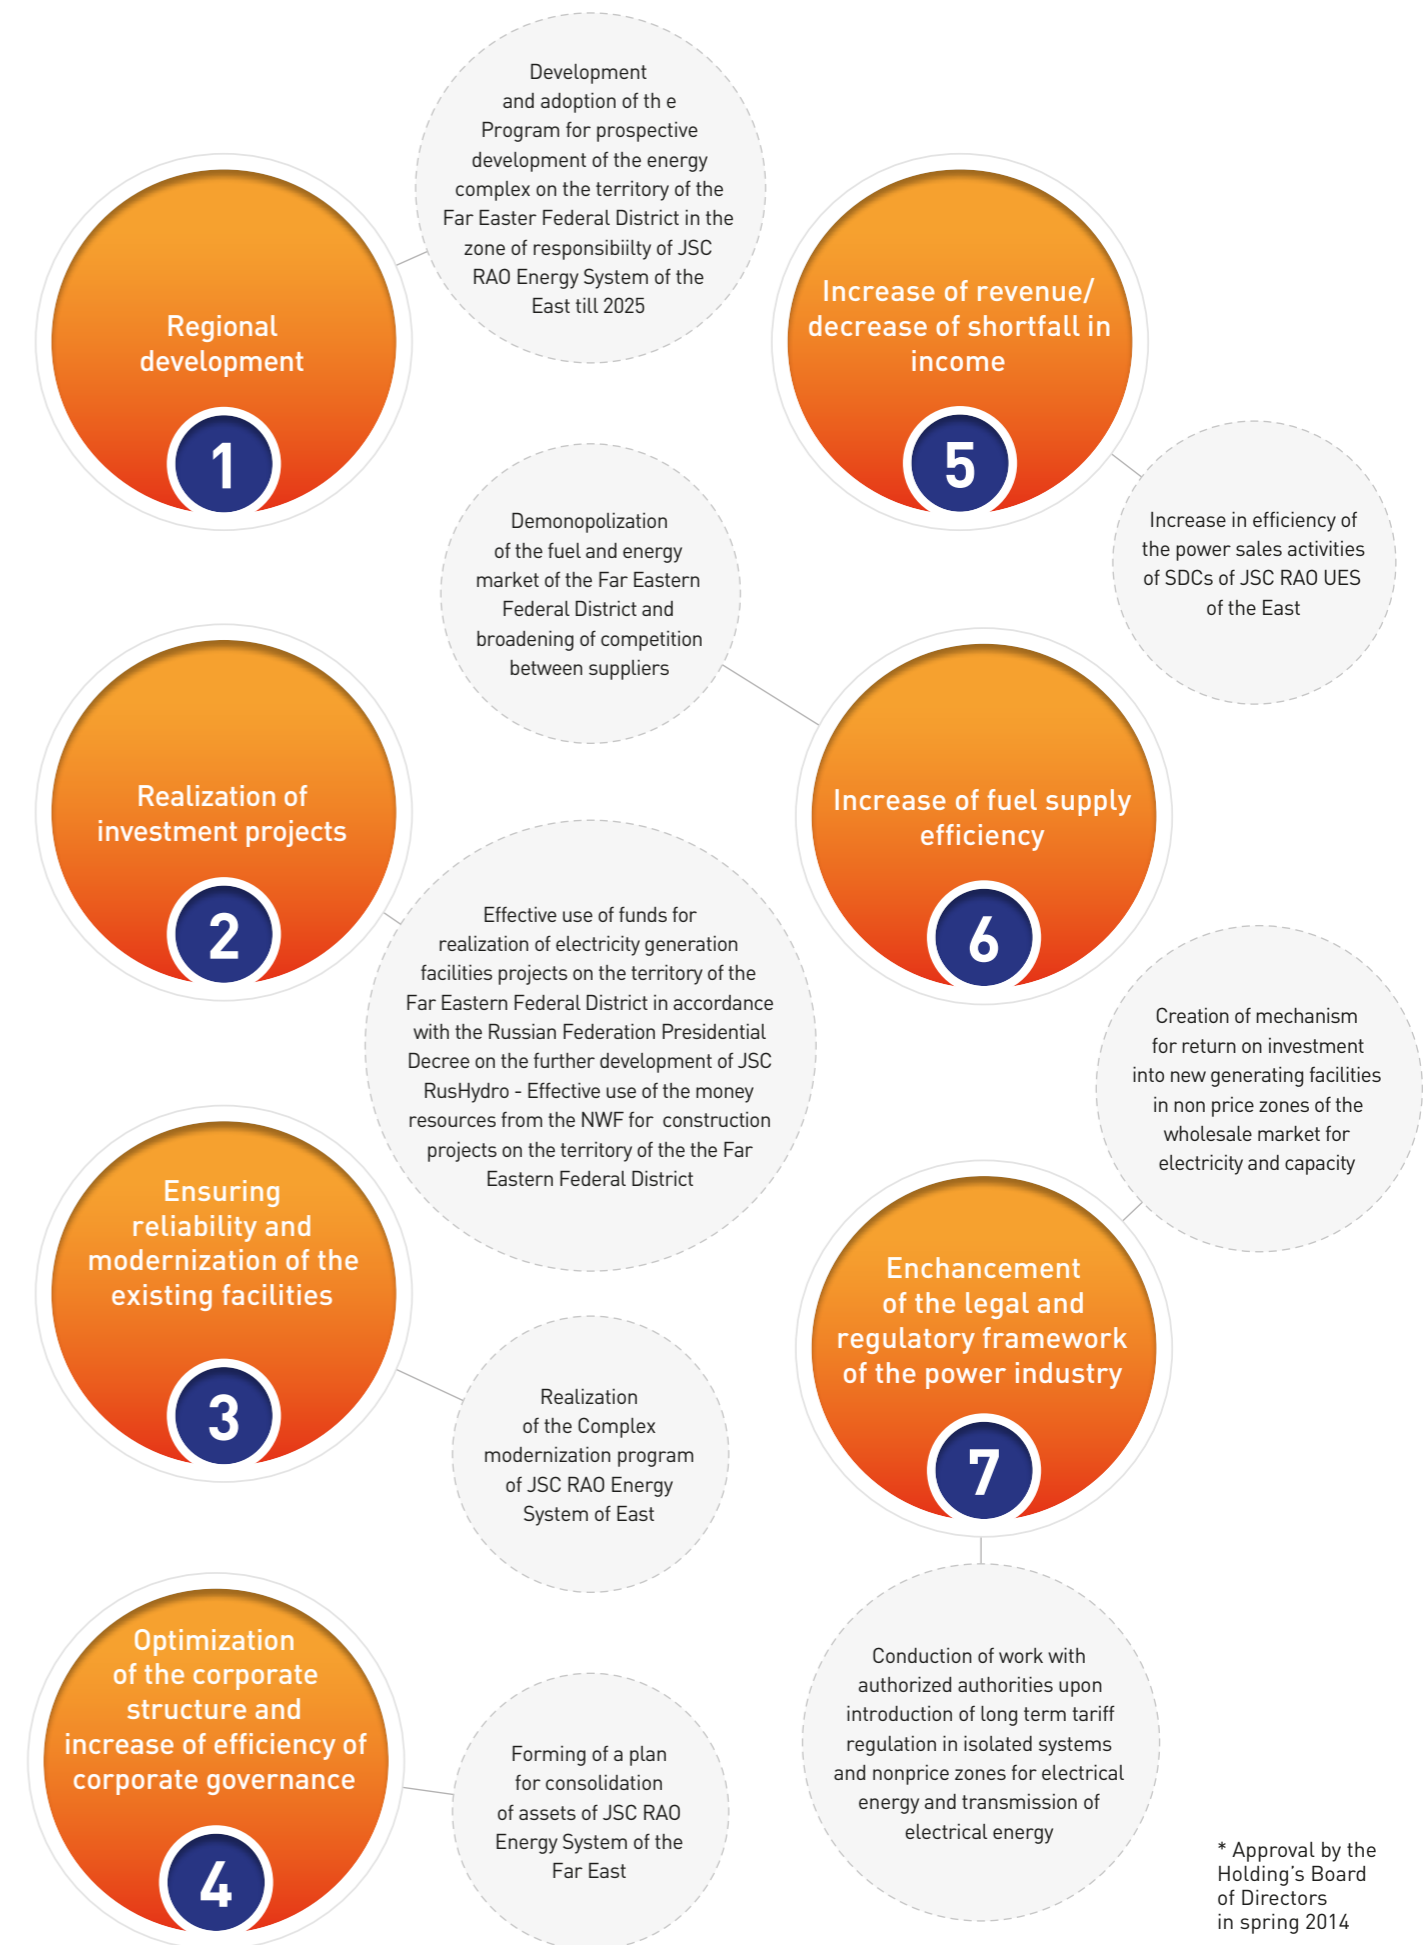 Regional
development
1
Development
and adoption of th e
Program for prospective
development of the energy
complex on the territory of the
Far Easter Federal District in the
zone of responsibiilty of JSC
RAO Energy System of the
East till 2025
Realization of
investment projects
2
Effective use of funds for
realization of electricity generation
facilities projects on the territory of the
Far Eastern Federal District in accordance
with the Russian Federation Presidential
Decree on the further development of JSC
RusHydro - Effective use of the money
resources from the NWF for construction
projects on the territory of the the Far
Eastern Federal District
Ensuring
reliability and
modernization of the
existing facilities
3
Realization
of the Complex
modernization program
of JSC RAO Energy
System of East
Optimization
of the corporate
structure and
increase of efficiency of
corporate governance
4
Forming of a plan
for consolidation
of assets of JSC RAO
Energy System of the
Far East
Increase of revenue/
decrease of shortfall in
income
5
Increase in efficiency of
the power sales activities
of SDCs of JSC RAO UES
of the East
Demonopolization
of the fuel and energy
market of the Far Eastern
Federal District and
broadening of competition
between suppliers
Increase of fuel supply
efficiency
6
Creation of mechanism
for return on investment
into new generating facilities
in non price zones of the
wholesale market for
electricity and capacity
Enchancement
of the legal and
regulatory framework
of the power industry
7
Conduction of work with
authorized authorities upon
introduction of long term tariff
regulation in isolated systems
and nonprice zones for electrical
energy and transmission of
electrical energy
* Approval by the
Holding's Board
of Directors
in spring 2014